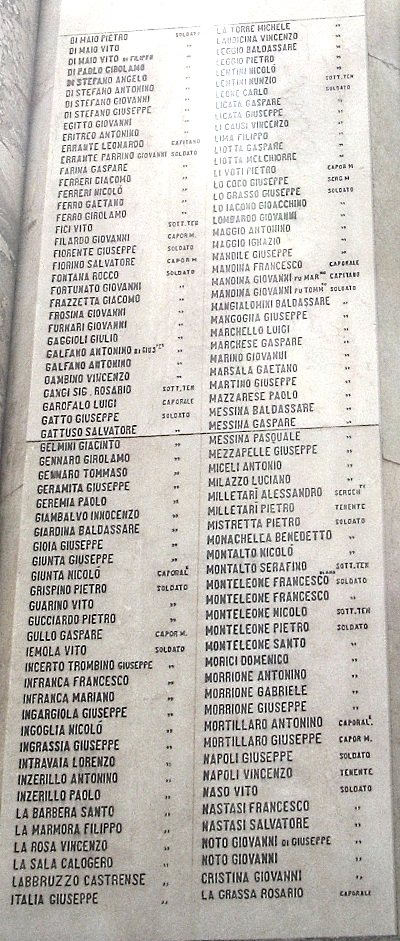 DI MAIO PIETRO SOLDATO
DI MAIO VITO "
DI MAIO VITO DI FILIPPO "
DI PAOLO GIROLAMO "
DI STEFANO ANGELO "
DI STEFANO ANTONINO "
DI STEFANO GIOVANNI "
DI STEFANO GIUSEPPE "
EGITTO GIOVANNI "
ERITREO ANTONINO "
ERRANTE LEONARDO CAPITANO
ERRANTE PARRINO GIOVANNI SOLDATO
FARINA GASPARE "
FERRERI GIACOMO "
FERRERI NICOLÒ "
FERRO GAETANO "
FERRO GIROLAMO "
FICI VITO SOTT.TEN
FILARDO GIOVANNI CAPOR M.
FIORENTE GIUSEPPE SOLDATO
FIORINO SALVATORE CAPOR M
FONTANA ROCCO SOLDATO
FORTUNATO GIOVANNI "
FRAZZETTA GIACOMO "
FROSINA GIOVANNI "
FURNARI GIOVANNI "
GAGGIOLI GIULIO "
GALFANO ANTONINO DI GIUS "
GALFANO ANTONINO "
GAMBINO VINCENZO "
GANGI SIG. ROSARIO SOTT.TEN
GAROFALO LUIGI CAPORALE
GATTO GIUSEPPE SOLDATO
GATTUSO SALVATORE "
GELMINI GIACINTO "
GENNARO GIROLAMO "
GENNARO TOMMASO "
GERAMITA GIUSEPPE "
GEREMIA PAOLO "
GIAMBALVO INNOCENZO "
GIARDINA BALDASSARE "
GIOIA GIUSEPPE "
GIUNTA GIUSEPPE "
GIUNTA NICOLÒ CAPORALE
GRISPINO PIETRO SOLDATO
GUARINO VITO "
GUCCIARDO PIETRO "
GULLO GASPARE CAPOR M.
IEMOLA VITO SOLDATO
INCERTO TROMBINO GIUSEPPE "
INFRANCA FRANCESCO "
INFRANCA MARIANO "
INGARGIOLA GIUSEPPE "
INGOGLIA NICOLÒ "
INGRASSIA GIUSEPPE "
INTRAVAIA LORENZO "
INZERILLO ANTONINO "
INZERILLO PAOLO "
LA BARBERA SANTO "
LA MARMORA FILIPPO "
LA ROSA VINCENZO "
LA SALA CALOGERO "
LABBRUZZO CASTRENSE "
ITALIA GIUSEPPE "
LA TORRE MICHELE "
LAUDICINA VINCENZO "
LEGGIO BALDASSARE "
LEGGIO PIETRO "
LENTINI NICOLÒ "
LENTINI NUNZIO SOTT.TEN
LEONE CARLO SOLDATO
LICATA GASPARE "
LICATA GIUSEPPE "
LI CAUSI VINCENZO "
LIMA FILIPPO "
LIOTTA GASPARE "
LIOTTA MELCHIORRE "
LI VOTI PIETRO CAPOR M
LO COCO GIUSEPPE SERG M
LO GRASSO GIUSEPPE SOLDATO
LO IACONO GIOACCHINO "
LOMBARDO GIOVANNI "
MAGGIO ANTONINO "
MAGGIO IGNAZIO "
MANDILE GIUSEPPE "
MANDINA FRANCESCO CAPORALE
MANDINA GIOVANNI FU MAR CAPITANO
MANDINA GIOVANNI FU TOMM SOLDATO
MANGIALOMINI BALDASSARE "
MANGOGNA GIUSEPPE "
MARCHELLO LUIGI "
MARCHESE GASPARE "
MARINO GIOVANNI "
MARSALA GAETANO "
MARTINO GIUSEPPE "
MAZZARESE PAOLO "
MESSINA BALDASSARE "
MESSINA GASPARE "
MESSINA PASQUALE "
MEZZAPELLE GIUSEPPE "
MICELI ANTONIO "
MILAZZO LUCIANO "
MILLETARÌ ALESSANDRO SERGENTE
MILLETARÌ PIETRO TENENTE
MISTRETTA PIETRO SOLDATO
MONACHELLA BENEDETTO "
MONTALTO NICOLÒ "
MONTALTO SERAFINO SOTT.TEN
MONTELEONE FRANCESCO SOLDATO
MONTELEONE FRANCESCO "
MONTELEONE NICOLO SOTT.TEN
MONTELEONE PIETRO SOLDATO
MONTELEONE SANTO "
MORICI DOMENICO "
MORRIONE ANTONINO "
MORRIONE GABRIELE "
MORRIONE GIUSEPPE "
MORTILLARO ANTONINO CAPORALE
MORTILLARO GIUSEPPE CAPOR M.
NAPOLI GIUSEPPE SOLDATO
NAPOLI VINCENZO TENENTE
NASO VITO SOLDATO
NASTASI FRANCESCO "
NASTASI SALVATORE "
NOTO GIOVANNI DI GIUSEPPE "
NOTO GIOVANNI "
CRISTINA GIOVANNI "
LA GRASSA ROSARIO CAPORALE